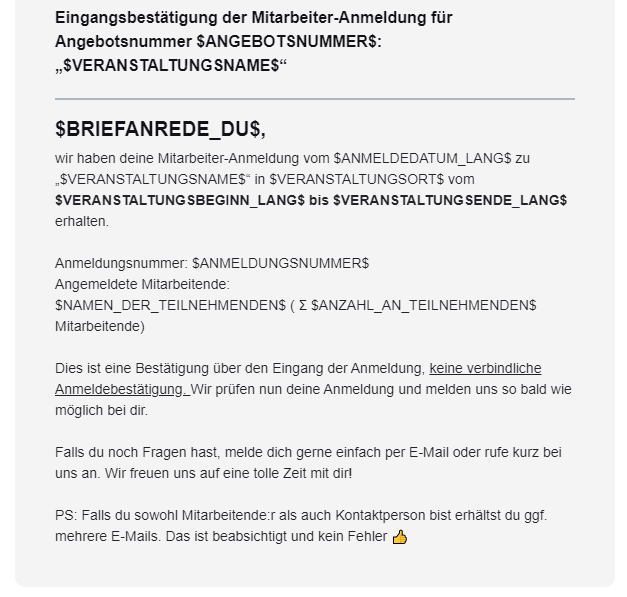 Eingangsbestätigung der Mitarbeiter-Anmeldung für
Angebotsnummer $ANGEBOTSNUMMER$:
„$VERANSTALTUNGSNAME$“
$BRIEFANREDE_DU$,
wir haben deine Mitarbeiter-Anmeldung vom $ANMELDEDATUM_LANG$ zu
„$VERANSTALTUNGSNAME$“ in $VERANSTALTUNGSORT$ vom
$VERANSTALTUNGSBEGINN_LANG$ bis $VERANSTALTUNGSENDE_LANG$
erhalten.
Anmeldungsnummer: $ANMELDUNGSNUMMER$
Angemeldete Mitarbeitende:
$NAMEN_DER_TEILNEHMENDEN$ ( Σ $ANZAHL_AN_TEILNEHMENDEN$
Mitarbeitende)
Dies ist eine Bestätigung über den Eingang der Anmeldung, keine verbindliche
Anmeldebestätigung. Wir prüfen nun deine Anmeldung und melden uns so bald wie
möglich bei dir.
Falls du noch Fragen hast, melde dich gerne einfach per E-Mail oder rufe kurz bei
uns an. Wir freuen uns auf eine tolle Zeit mit dir!
PS: Falls du sowohl Mitarbeitende:r als auch Kontaktperson bist erhältst du ggf.
mehrere E-Mails. Das ist beabsichtigt und kein Fehler 👍